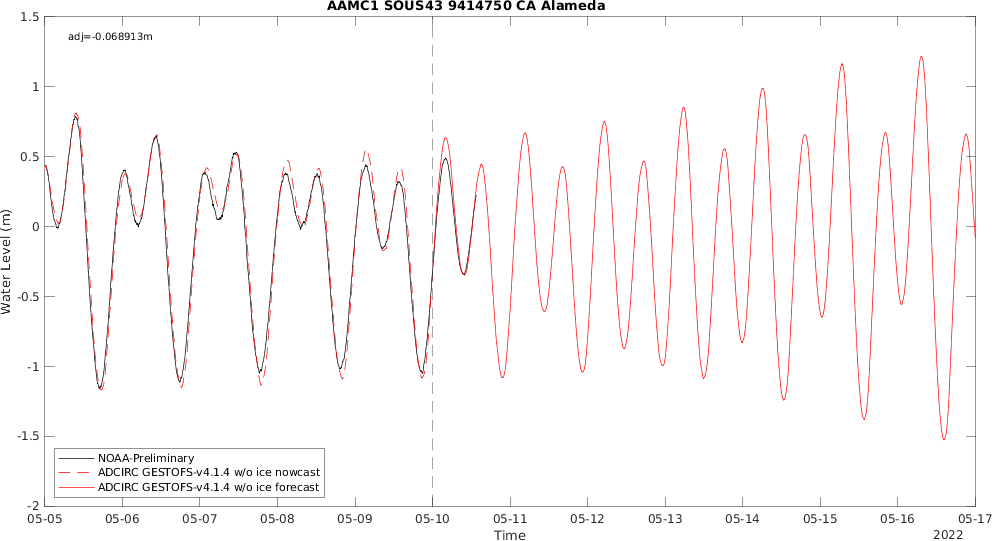 AAMC1 SOUS43 9414750 CA Alameda
adj=-0.068913m
1.5
1
0.5
0
-0.5
-1
-1.5
-2
Water Level (m)
NOAA-Preliminary
ADCIRC GESTOFS-v4.1.4 w/o ice nowcast
ADCIRC GESTOFS-v4.1.4 w/o ice forecast
05-05 05-06 05-07 05-08 05-09 05-10 05-11 05-12 05-13 05-14 05-15 05-16 05-17
Time
2022